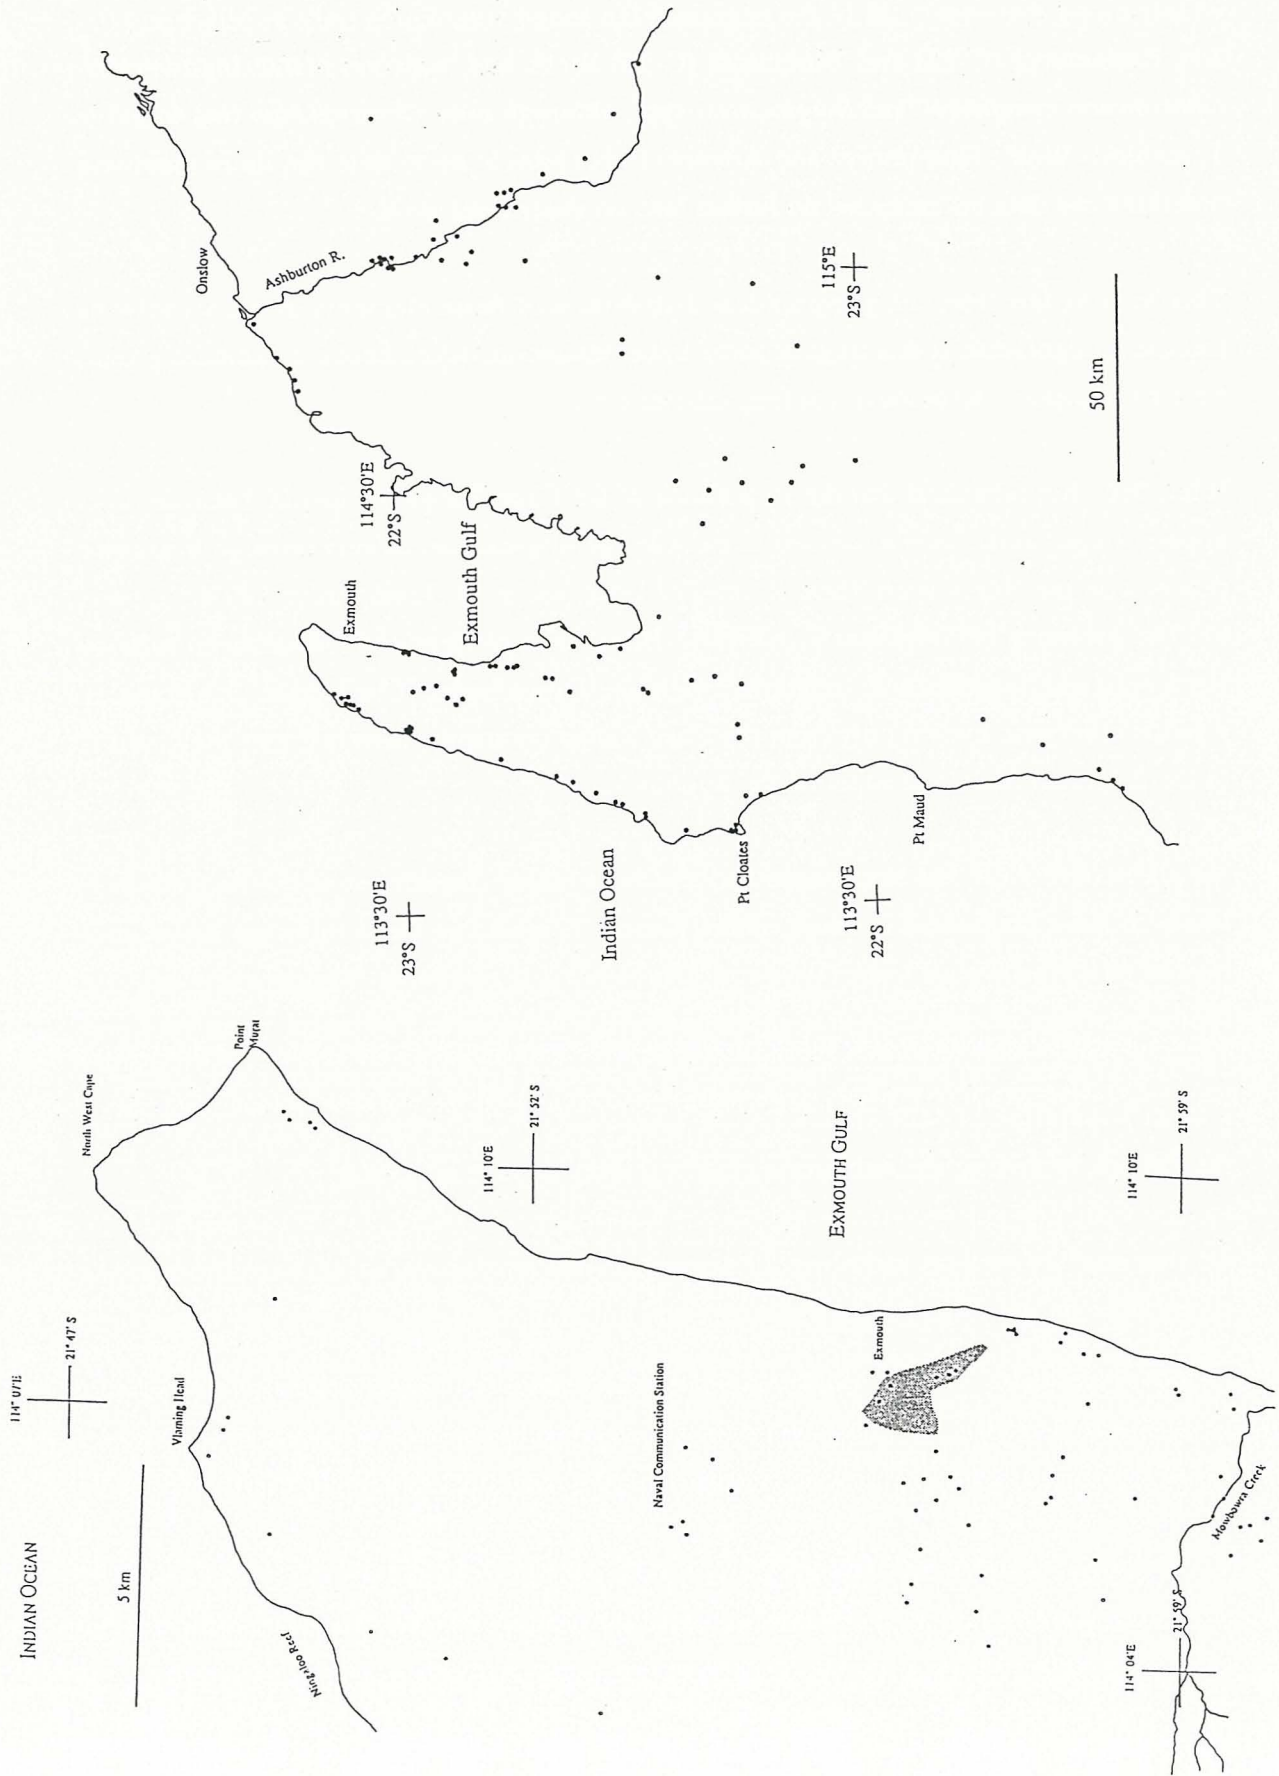 Onslow
Ashburton R.
115°E
23°S
50 km
114°30'E
22°S
Exmouth
Exmouth Gulf
Indian Ocean
Pt Cloates
Pt Maud
113°30'E
23°S
113°30'E
22°S
INDIAN OCEAN
5 km
21° 47' S
Vlaming Head
North West Cape
Point
Murat
Ningaloo Reef
114° 10'E
21° 52' S
Naval Communication Station
Exmouth
EXMOUTH GULF
114° 10'E
21° 59' S
Mowbowra Creek
114° 04'E
21° 59' S